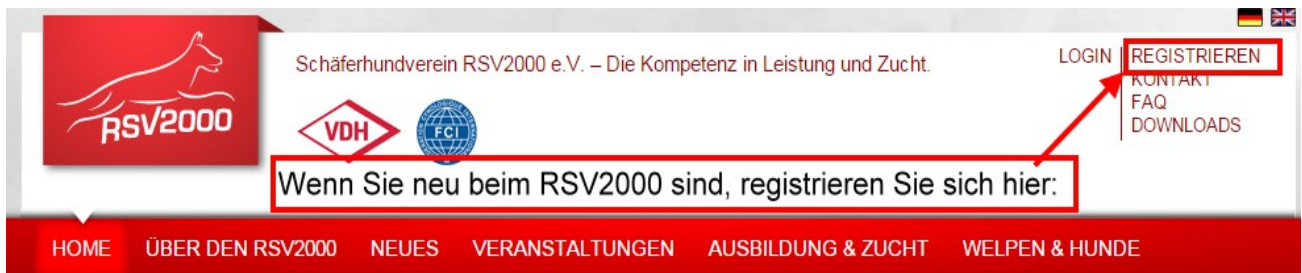 RSV2000
Schäferhundverein RSV2000 e.V. – Die Kompetenz in Leistung und Zucht.
VDH
FCI
LOGIN
REGISTRIEREN
KONTAKT
FAQ
DOWNLOADS
Wenn Sie neu beim RSV2000 sind, registrieren Sie sich hier:
HOME ÜBER DEN RSV2000 NEUES VERANSTALTUNGEN AUSBILDUNG & ZUCHT WELPEN & HUNDE